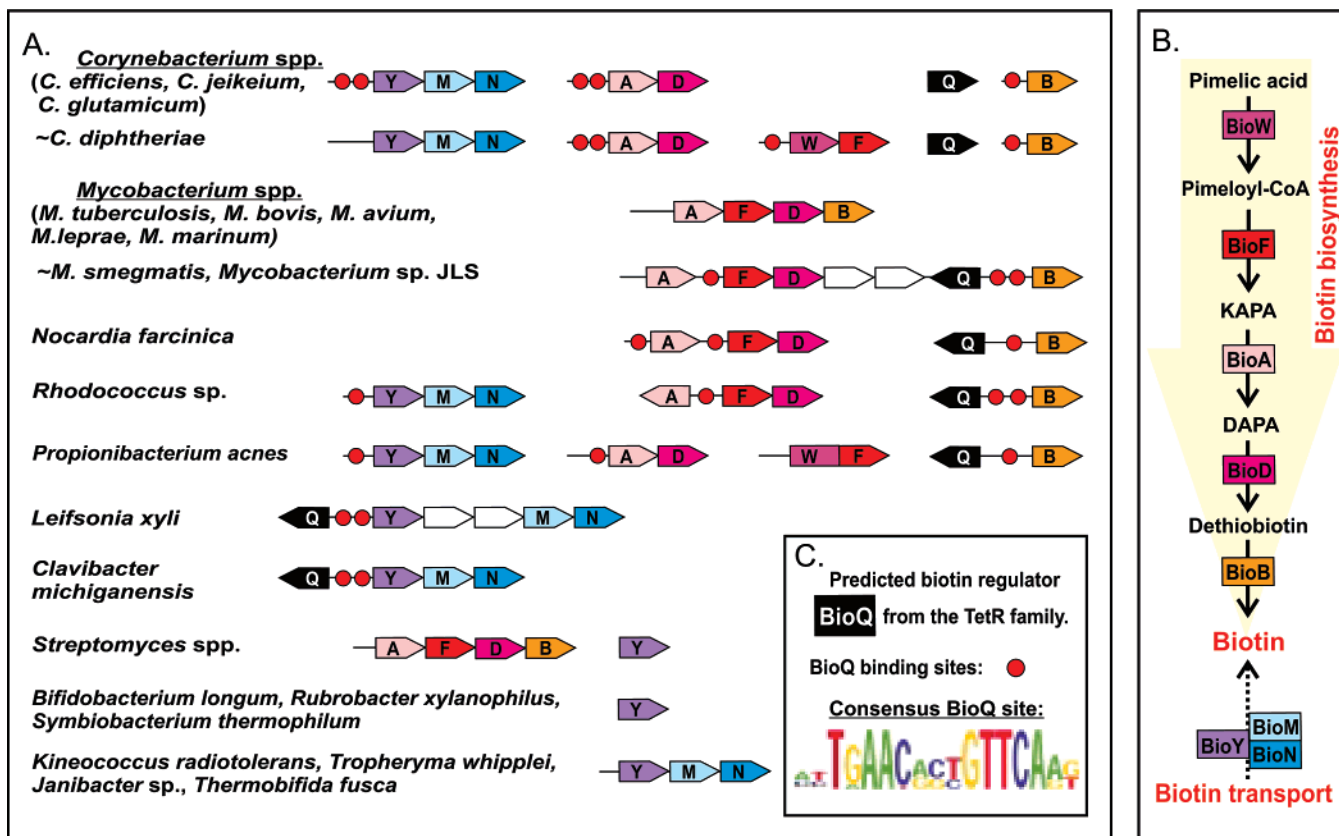 A.
Corynebacterium spp.
(C. efficiens, C. jeikeium,
C. glutamicum)
Y M N A D Q B
~C. diphtheriae
Y M N A D W F Q B
Mycobacterium spp.
(M. tuberculosis, M. bovis, M. avium,
M.leprae, M. marinum)
A F D B
~M. smegmatis, Mycobacterium sp. JLS
A F D Q B
Nocardia farcinica
A F D Q B
Rhodococcus sp.
Y M N A F D Q B
Propionibacterium acnes
Y M N A D W F Q B
Leifsonia xyli
Q Y M N
Clavibacter
michiganensis
Q Y M N
Streptomyces spp.
A F D B Y
Bifidobacterium longum, Rubrobacter xylanophilus,
Symbiobacterium thermophilum
Y
Kineococcus radiotolerans, Tropheryma whipplei,
Janibacter sp., Thermobifida fusca
Y M N
C.
Predicted biotin regulator
BioQ from the TetR family.
BioQ binding sites:
Consensus BioQ site:
TGAAC GTTCA
B.
Pimelic acid
BioW
Pimeloyl-CoA
BioF
KAPA
BioA
DAPA
BioD
Dethiobiotin
BioB
Biotin
BioY
BioM
BioN
Biotin transport
Biotin biosynthesis